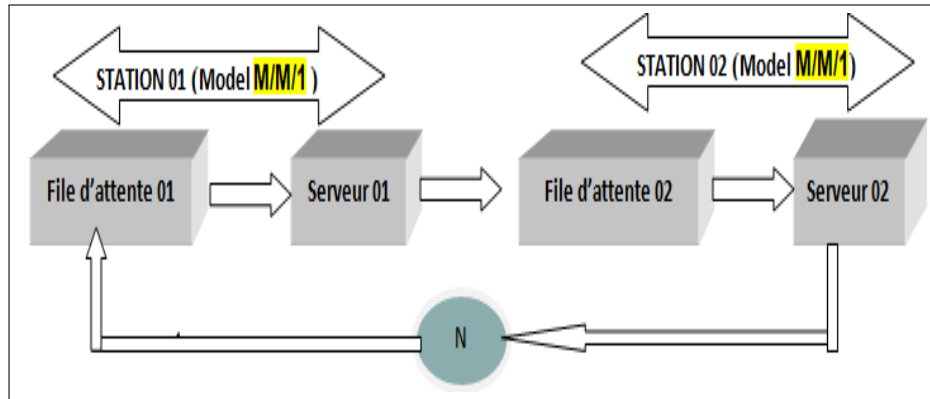 STATION 01 (Model M/M/1 )
STATION 02 (Model M/M/1)
File d'attente 01
Serveur 01
File d'attente 02
Serveur 02
N